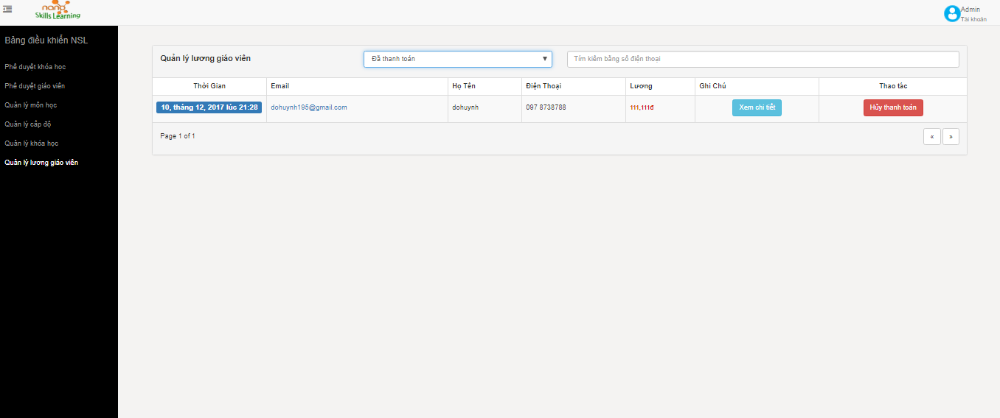 nano
Skills Learning
Admin
Tài khoản
Bảng điều khiển NSL
Phê duyệt khóa học
Phê duyệt giáo viên
Quản lý môn học
Quản lý cấp độ
Quản lý khóa học
Quản lý lương giáo viên
Quản lý lương giáo viên
Đã thanh toán
Tìm kiếm bằng số điện thoại
Thời Gian Email Họ Tên Điện Thoại Lương Ghi Chú Thao tác
10, tháng 12, 2017 lúc 21:28 dohuynh195@gmail.com dohuynh 097 8738788 111,111đ Xem chi tiết Hủy thanh toán
Page 1 of 1 « »